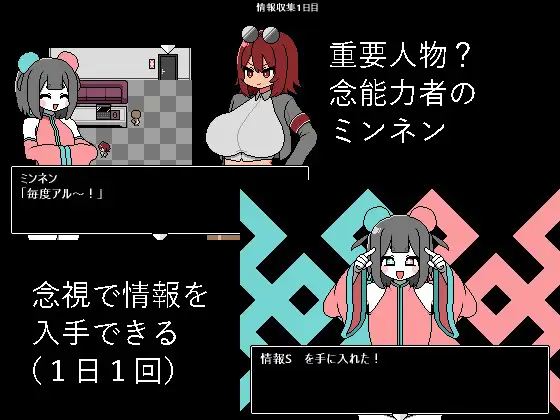 情報収集1日目
重要人物？
念能力者の
ミンネン
ミンネン
「毎度アル～！」
念視で情報を
入手できる
(１日１回)
情報S　を手に入れた！